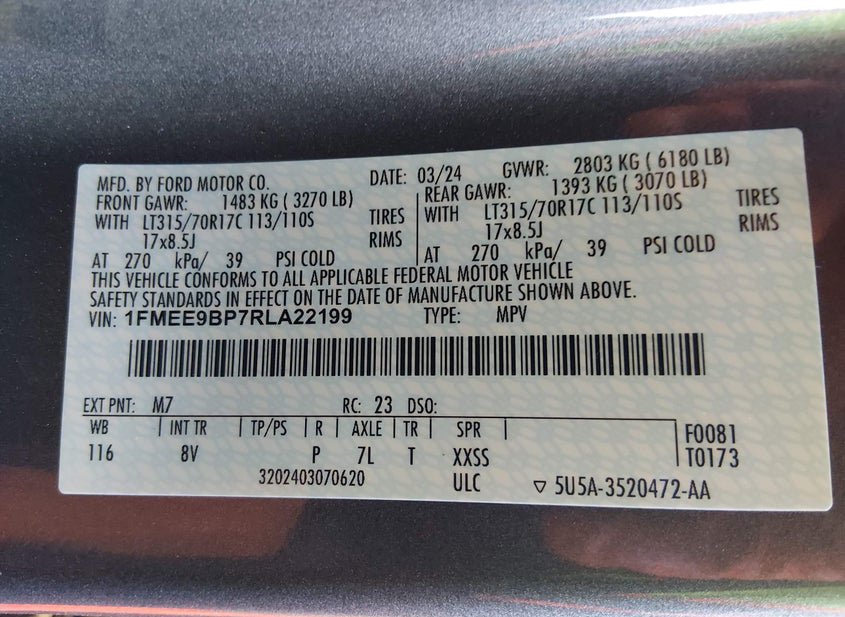 MFD. BY FORD MOTOR CO. DATE: 03/24 GVWR: 2803 KG ( 6180 LB)
FRONT GAWR: 1483 KG ( 3270 LB) REAR GAWR: 1393 KG ( 3070 LB)
WITH LT315/70R17C 113/110S TIRES WITH LT315/70R17C 113/110S TIRES
17x8.5J RIMS 17x8.5J RIMS
AT 270 kPa/ 39 PSI COLD AT 270 kPa/ 39 PSI COLD
THIS VEHICLE CONFORMS TO ALL APPLICABLE FEDERAL MOTOR VEHICLE
SAFETY STANDARDS IN EFFECT ON THE DATE OF MANUFACTURE SHOWN ABOVE.
VIN: 1FMEE9BP7RLA22199 TYPE: MPV
EXT PNT: M7 RC: 23 DSO:
WB INT TR TP/PS R AXLE TR SPR F0081
116 8V P 7L T XXSS T0173
3202403070620 ULC ▽ 5U5A-3520472-AA